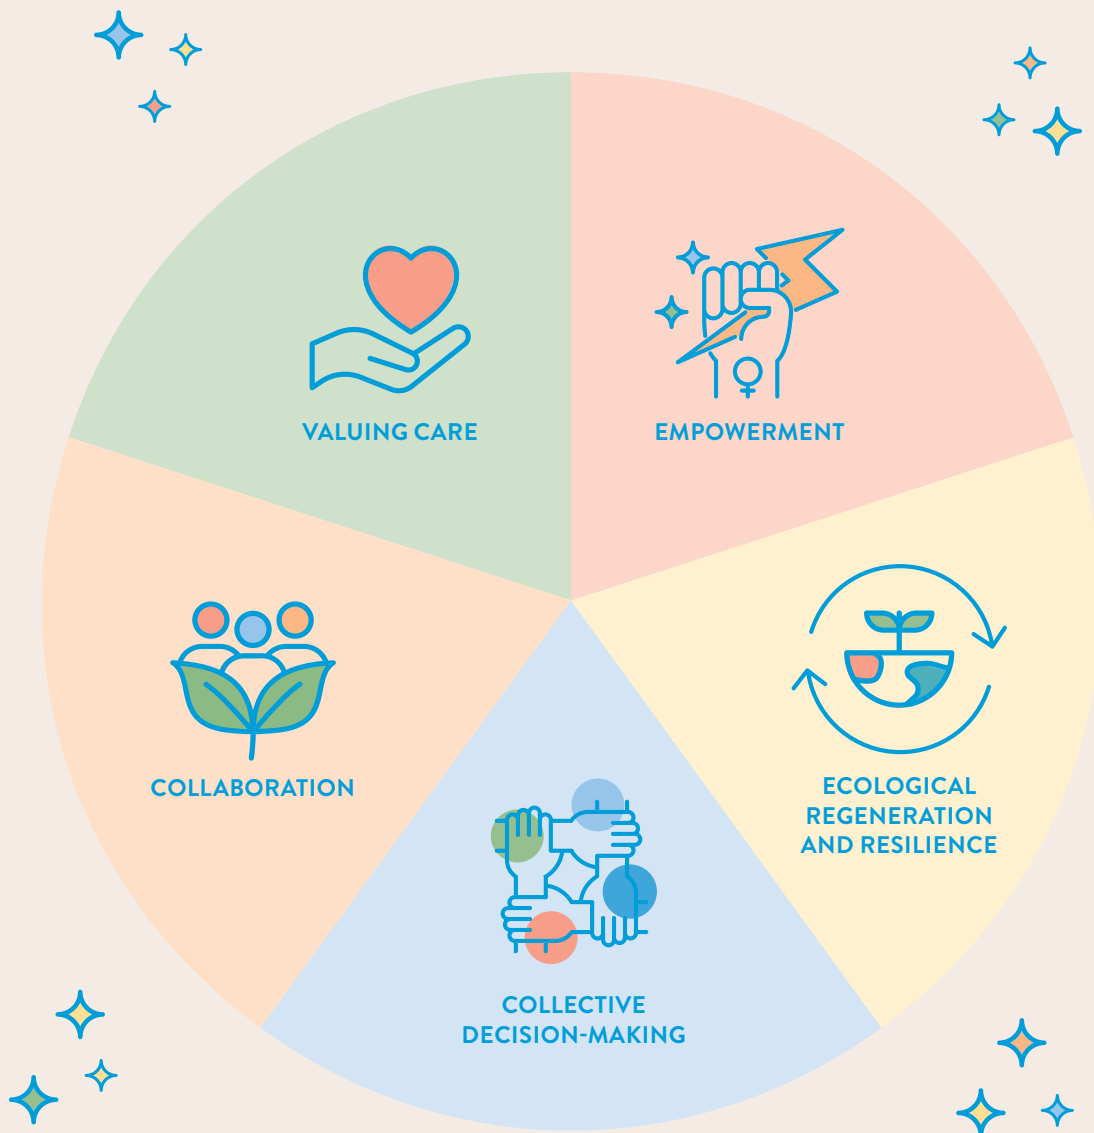 VALUING CARE
EMPOWERMENT
COLLABORATION
ECOLOGICAL
REGENERATION
AND RESILIENCE
COLLECTIVE
DECISION-MAKING